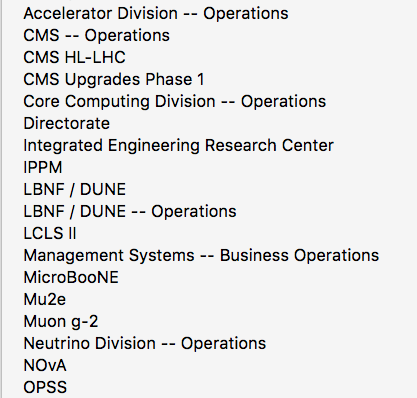 Accelerator Division -- Operations
CMS -- Operations
CMS HL-LHC
CMS Upgrades Phase 1
Core Computing Division -- Operations
Directorate
Integrated Engineering Research Center
IPPM
LBNF / DUNE
LBNF / DUNE -- Operations
LCLS II
Management Systems -- Business Operations
MicroBooNE
Mu2e
Muon g-2
Neutrino Division -- Operations
NOvA
OPSS